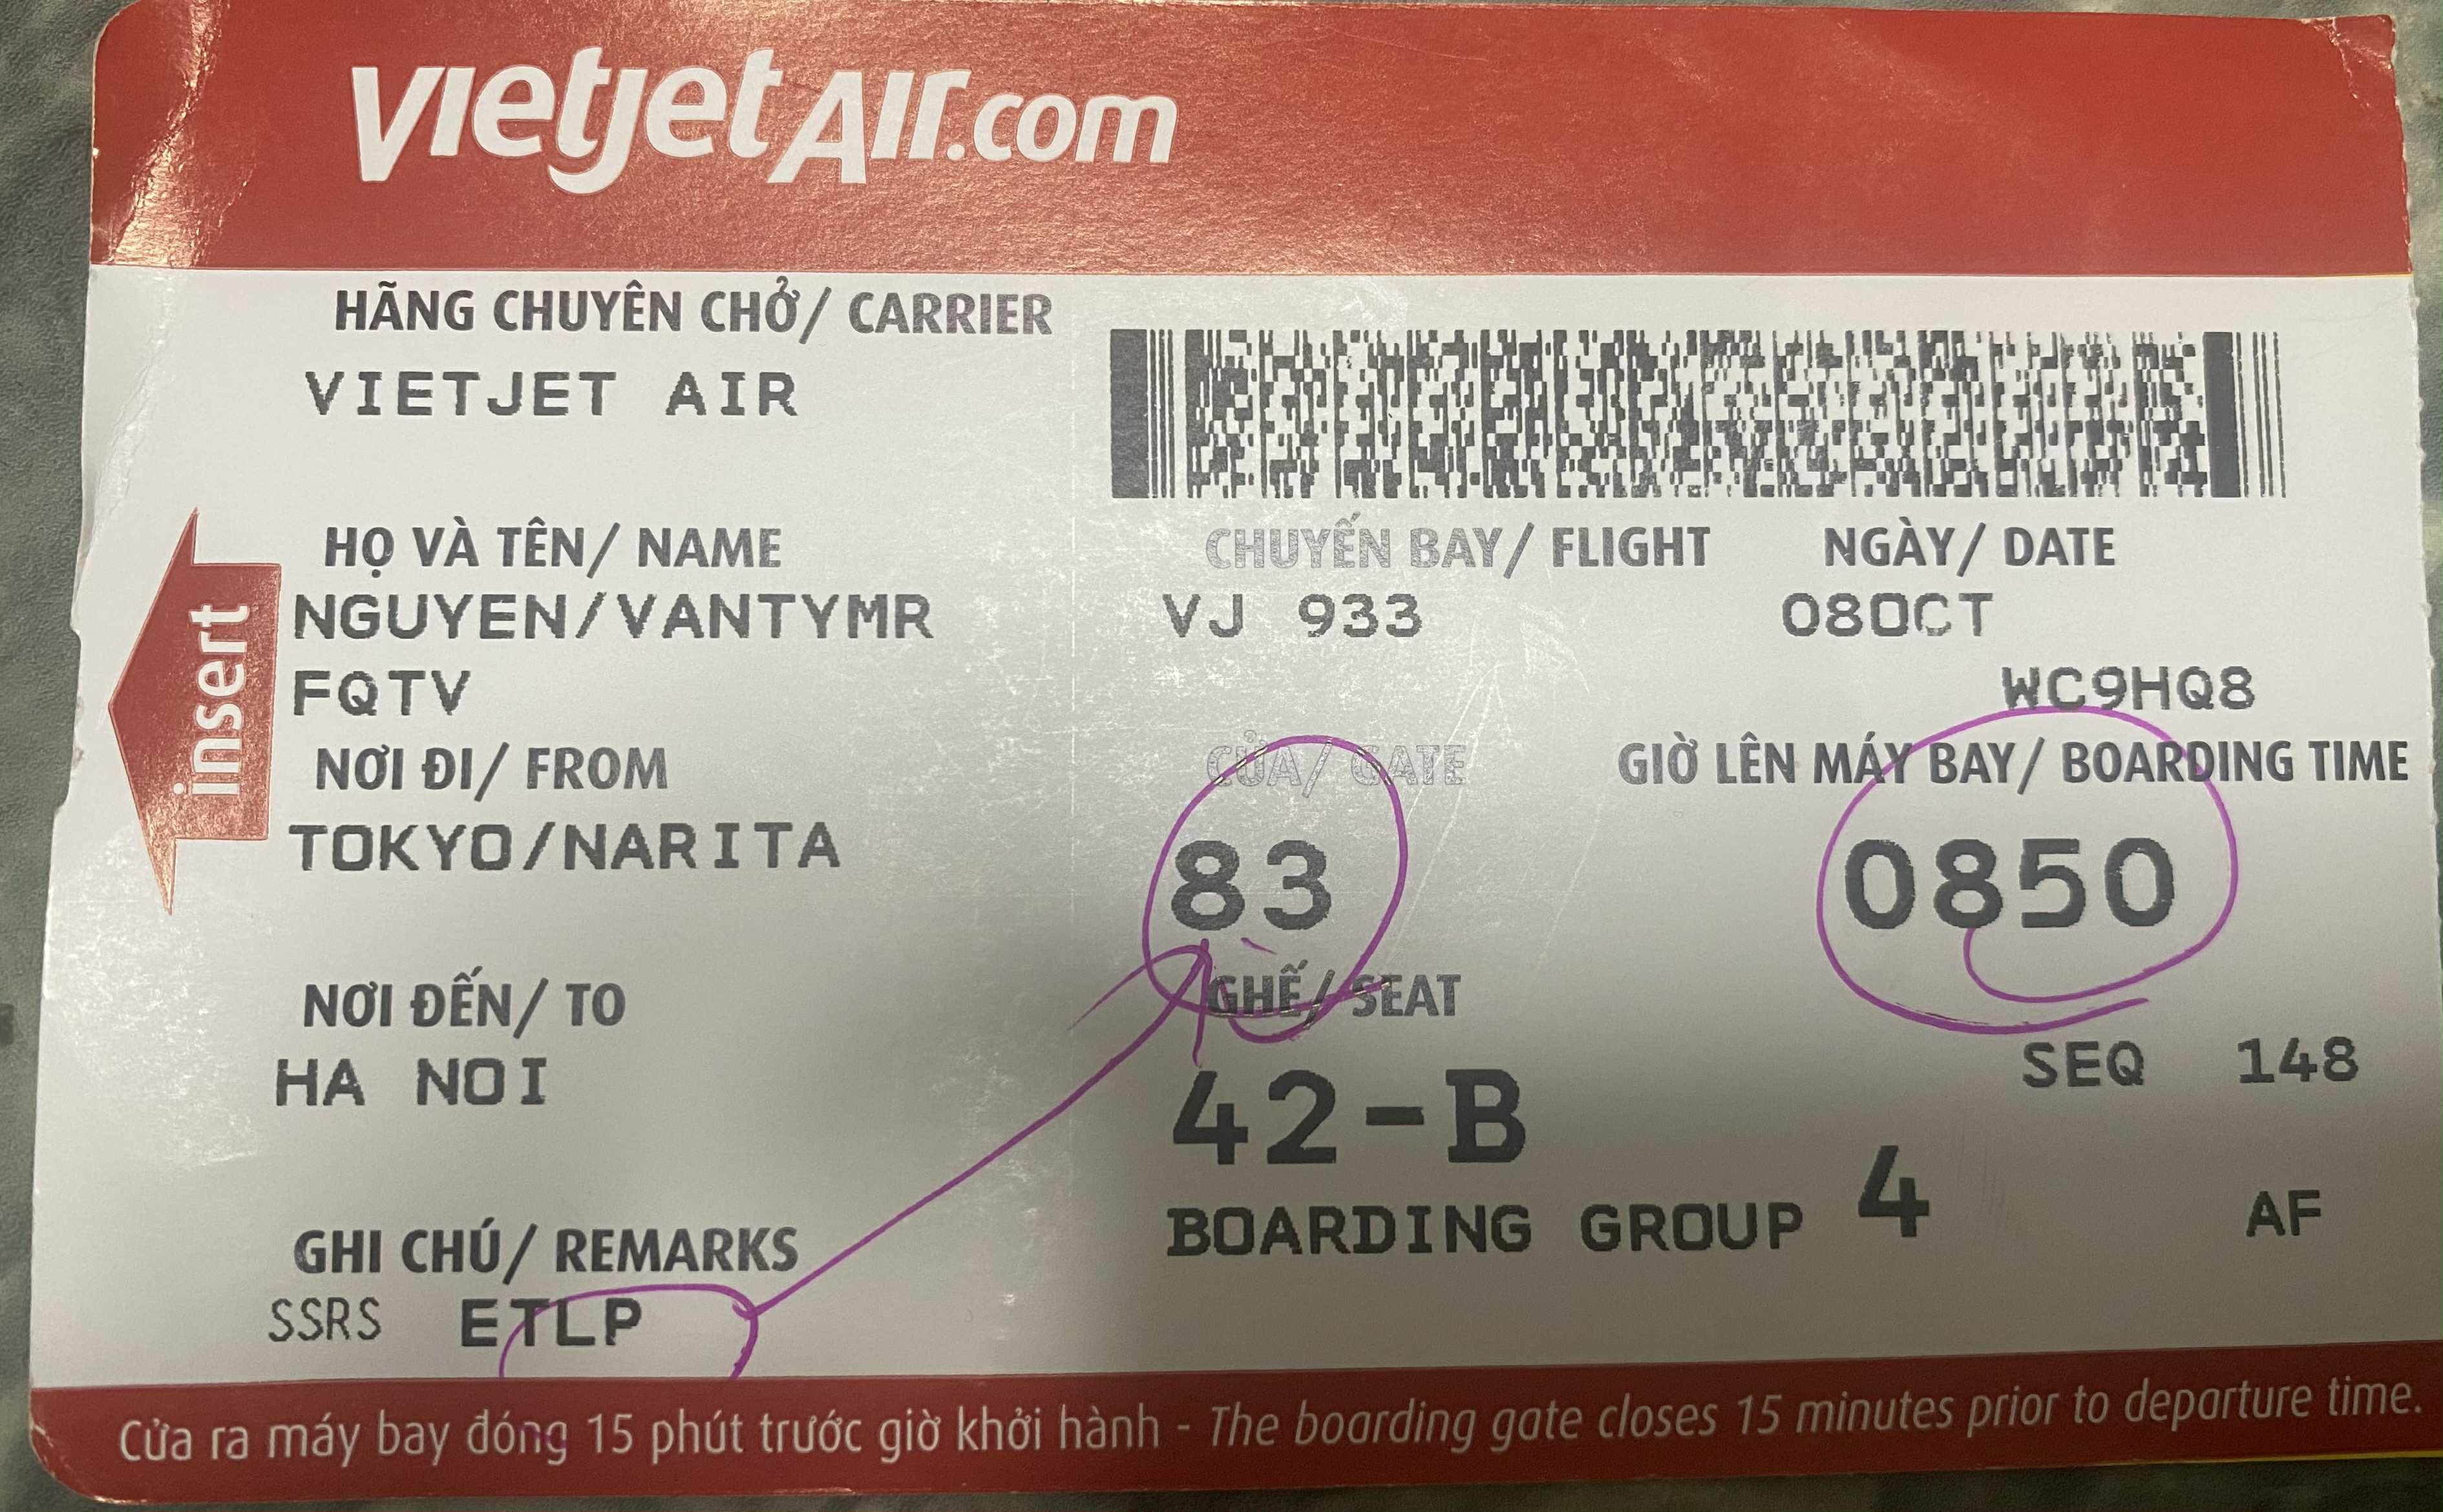 vietjetAir.com
HÃNG CHUYÊN CHỞ/ CARRIER
VIETJET AIR
HỌ VÀ TÊN/ NAME
NGUYEN/VANTYMR
FQTV
CHUYẾN BAY/ FLIGHT
VJ 933
NGÀY/ DATE
08OCT
WC9HQ8
insert
NƠI ĐI/ FROM
TOKYO/NARITA
CỬA/ GATE
83
GIỜ LÊN MÁY BAY/ BOARDING TIME
0850
NƠI ĐẾN/ TO
HA NOI
GHẾ/ SEAT
42-B
SEQ 148
BOARDING GROUP 4
AF
GHI CHÚ/ REMARKS
SSRS ETLP
Cửa ra máy bay đóng 15 phút trước giờ khởi hành - The boarding gate closes 15 minutes prior to departure time.